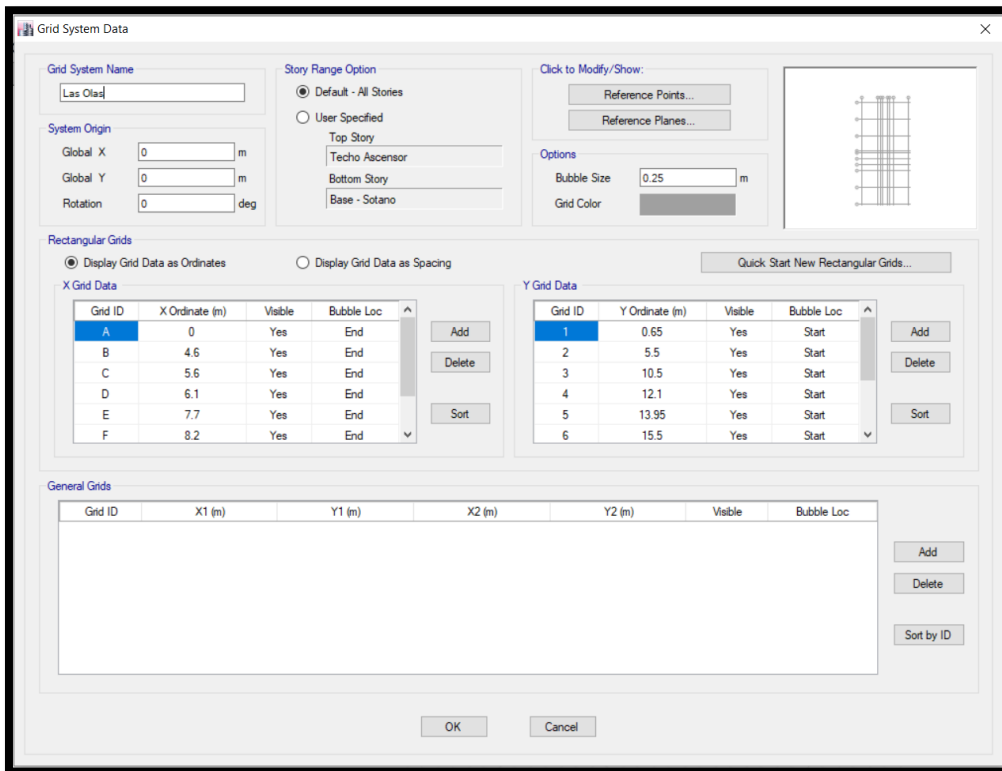 Grid System Data
Grid System Name
Las Olas
System Origin
Global X 0 m
Global Y 0 m
Rotation 0 deg
Story Range Option
Default - All Stories
User Specified
Top Story
Techo Ascensor
Bottom Story
Base - Sotano
Click to Modify/Show:
Reference Points...
Reference Planes...
Options
Bubble Size 0.25 m
Grid Color
Rectangular Grids
Display Grid Data as Ordinates Display Grid Data as Spacing Quick Start New Rectangular Grids...
X Grid Data
Grid ID X Ordinate (m) Visible Bubble Loc
A 0 Yes End
B 4.6 Yes End
C 5.6 Yes End
D 6.1 Yes End
E 7.7 Yes End
F 8.2 Yes End
Add
Delete
Sort
Y Grid Data
Grid ID Y Ordinate (m) Visible Bubble Loc
1 0.65 Yes Start
2 5.5 Yes Start
3 10.5 Yes Start
4 12.1 Yes Start
5 13.95 Yes Start
6 15.5 Yes Start
Add
Delete
Sort
General Grids
Grid ID X1 (m) Y1 (m) X2 (m) Y2 (m) Visible Bubble Loc
Add
Delete
Sort by ID
OK Cancel